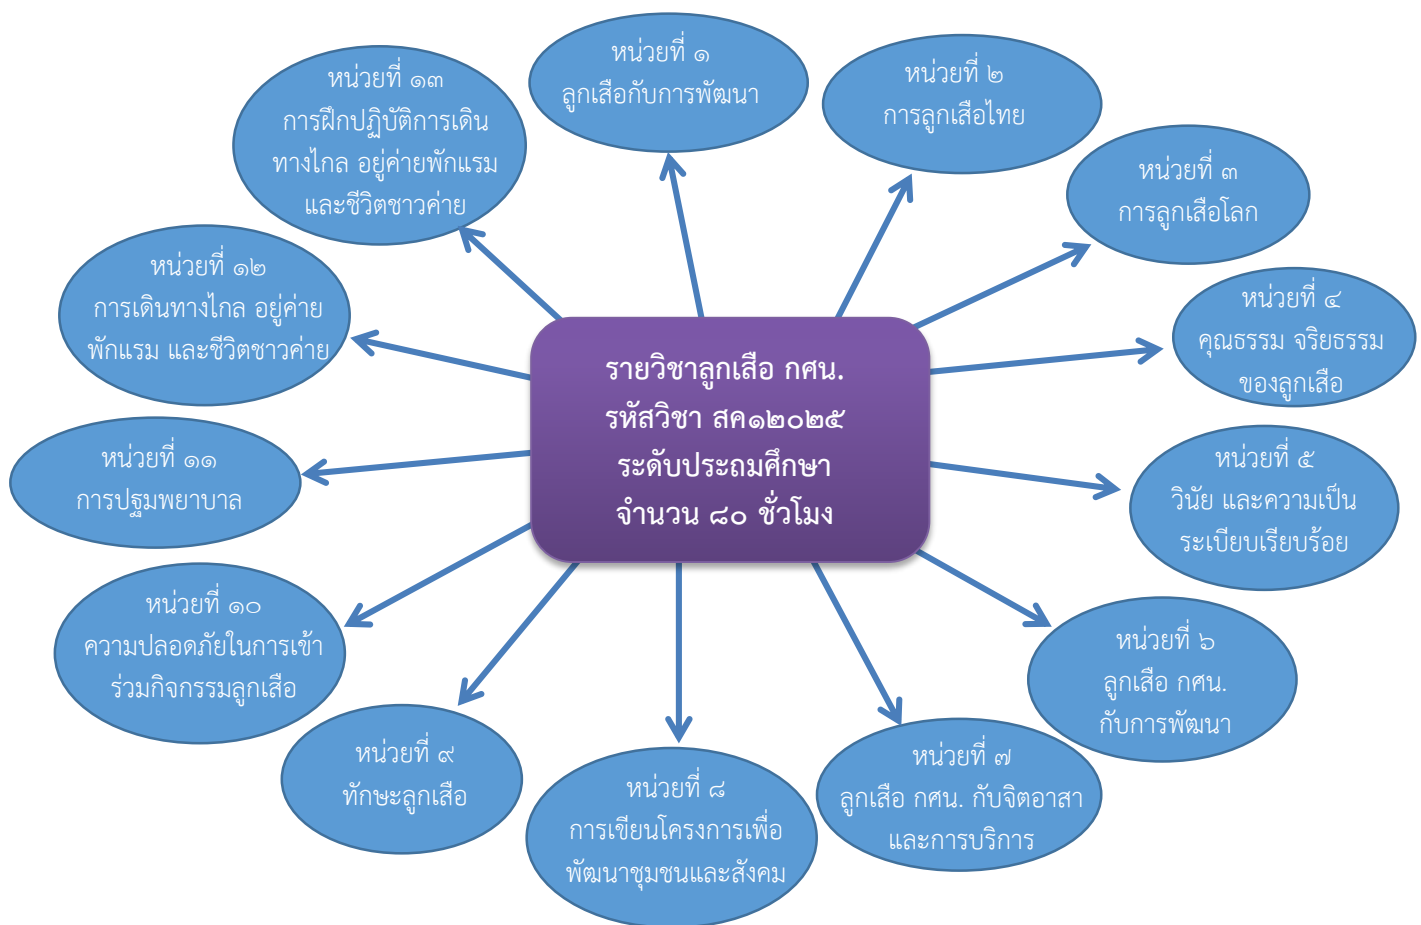 รายวิชาลูกเสือ กศน.
รหัสวิชา สค๑๒๐๒๕
ระดับประถมศึกษา
จำนวน ๘๐ ชั่วโมง
หน่วยที่ ๑
ลูกเสือกับการพัฒนา
หน่วยที่ ๒
การลูกเสือไทย
หน่วยที่ ๓
การลูกเสือโลก
หน่วยที่ ๔
คุณธรรม จริยธรรม
ของลูกเสือ
หน่วยที่ ๕
วินัย และความเป็น
ระเบียบเรียบร้อย
หน่วยที่ ๖
ลูกเสือ กศน.
กับการพัฒนา
หน่วยที่ ๗
ลูกเสือ กศน. กับจิตอาสา
และการบริการ
หน่วยที่ ๘
การเขียนโครงการเพื่อ
พัฒนาชุมชนและสังคม
หน่วยที่ ๙
ทักษะลูกเสือ
หน่วยที่ ๑๐
ความปลอดภัยในการเข้า
ร่วมกิจกรรมลูกเสือ
หน่วยที่ ๑๑
การปฐมพยาบาล
หน่วยที่ ๑๒
การเดินทางไกล อยู่ค่าย
พักแรม และชีวิตชาวค่าย
หน่วยที่ ๑๓
การฝึกปฏิบัติการเดิน
ทางไกล อยู่ค่ายพักแรม
และชีวิตชาวค่าย